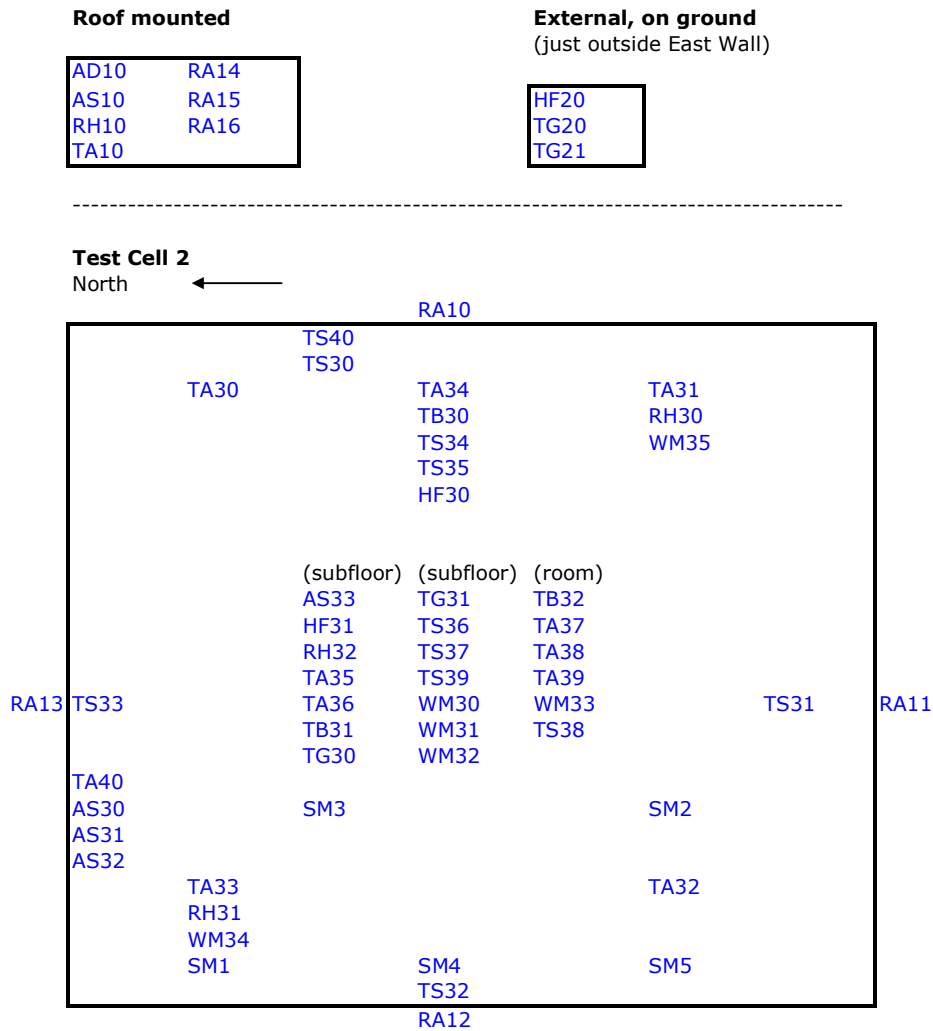 Roof mounted External, on ground
(just outside East Wall)
AD10 RA14
AS10 RA15 HF20
RH10 RA16 TG20
TA10 TG21
-----------------------------------------------------------------------------------
Test Cell 2
North
RA10
TS40
TS30
TA30 TA34 TA31
TB30 RH30
TS34 WM35
TS35
HF30
(subfloor) (subfloor) (room)
AS33 TG31 TB32
HF31 TS36 TA37
RH32 TS37 TA38
TA35 TS39 TA39
RA13 TS33 TA36 WM30 WM33 TS31 RA11
TB31 WM31 TS38
TG30 WM32
TA40
AS30 SM3 SM2
AS31
AS32
TA33 TA32
RH31
WM34
SM1 SM4 SM5
TS32
RA12